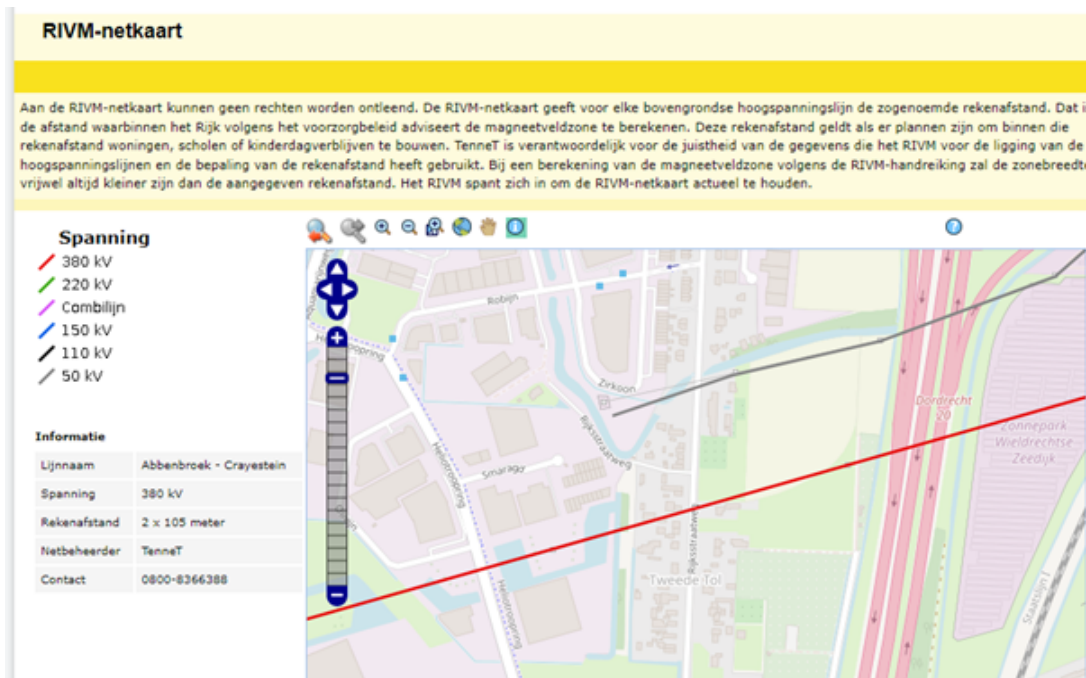 RIVM-netkaart
Aan de RIVM-netkaart kunnen geen rechten worden ontleend. De RIVM-netkaart geeft voor elke bovengrondse hoogspanningslijn de zogenoemde rekenafstand. Dat i
de afstand waarbinnen het Rijk volgens het voorzorgbeleid adviseert de magneetveldzone te berekenen. Deze rekenafstand geldt als er plannen zijn om binnen die
rekenafstand woningen, scholen of kinderdagverblijven te bouwen. TenneT is verantwoordelijk voor de juistheid van de gegevens die het RIVM voor de ligging van de
hoogspanningslijnen en de bepaling van de rekenafstand heeft gebruikt. Bij een berekening van de magneetveldzone volgens de RIVM-handreiking zal de zonebreedte
vrijwel altijd kleiner zijn dan de aangegeven rekenafstand. Het RIVM spant zich in om de RIVM-netkaart actueel te houden.
Spanning
380 kV
220 kV
Combilijn
150 kV
110 kV
50 kV
Informatie
Lijnnaam Abbenbroek - Crayestein
Spanning 380 kV
Rekenafstand 2 x 105 meter
Netbeheerder TenneT
Contact 0800-8366388
Robijn
Heliotroopring
Zirkoon
Rijksstraatweg
Smaragd
Heliotroopring
Heliotroopring
Rijksstraatweg
Tweede Tol
Dordrecht
20
Zonnepark
Wieldrechtse
Zeedijk
Staatslijn I